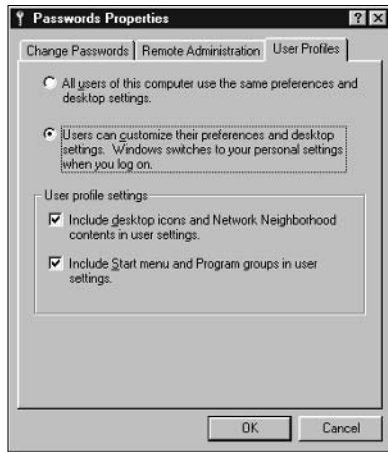 Passwords Properties
Change Passwords Remote Administration User Profiles
All users of this computer use the same preferences and
desktop settings.
Users can customize their preferences and desktop
settings. Windows switches to your personal settings
when you log on.
User profile settings
Include desktop icons and Network Neighborhood
contents in user settings.
Include Start menu and Program groups in user
settings.
OK Cancel